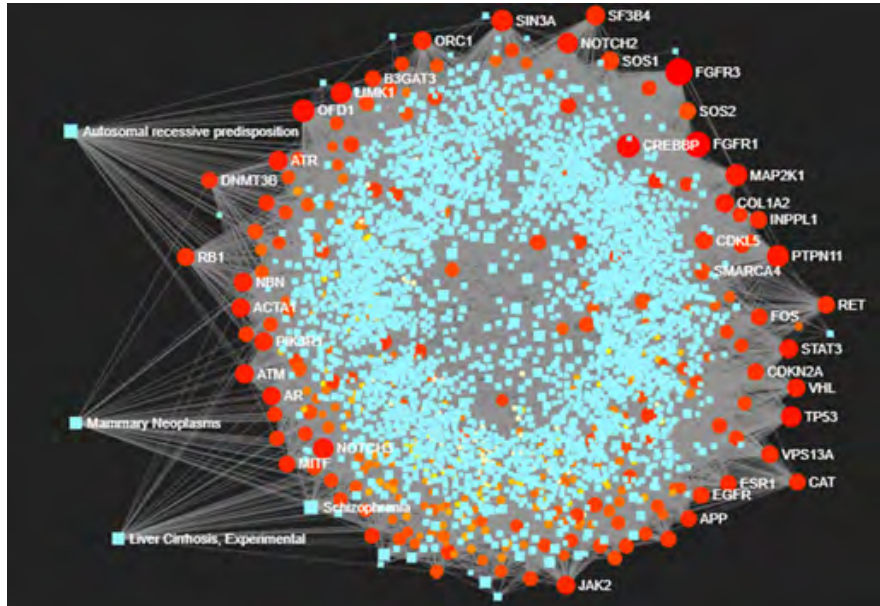 SF3B4
SIN3A
ORC1
NOTCH2
SOS1
FGFR3
B3GAT3
LIMK1
OFD1
SOS2
Autosomal recessive predisposition
CREBBP
FGFR1
ATR
MAP2K1
DNMT3B
COL1A2
INPPL1
CDKL5
RB1
PTPN11
SMARCA4
NBN
ACTA1
RET
FOS
PIK3R1
STAT3
ATM
CDKN2A
VHL
AR
TP53
Mammary Neoplasms
NOTCH3
VPS13A
MITF
ESR1
CAT
EGFR
Schizophrenia
APP
Liver Cirrhosis, Experimental
JAK2